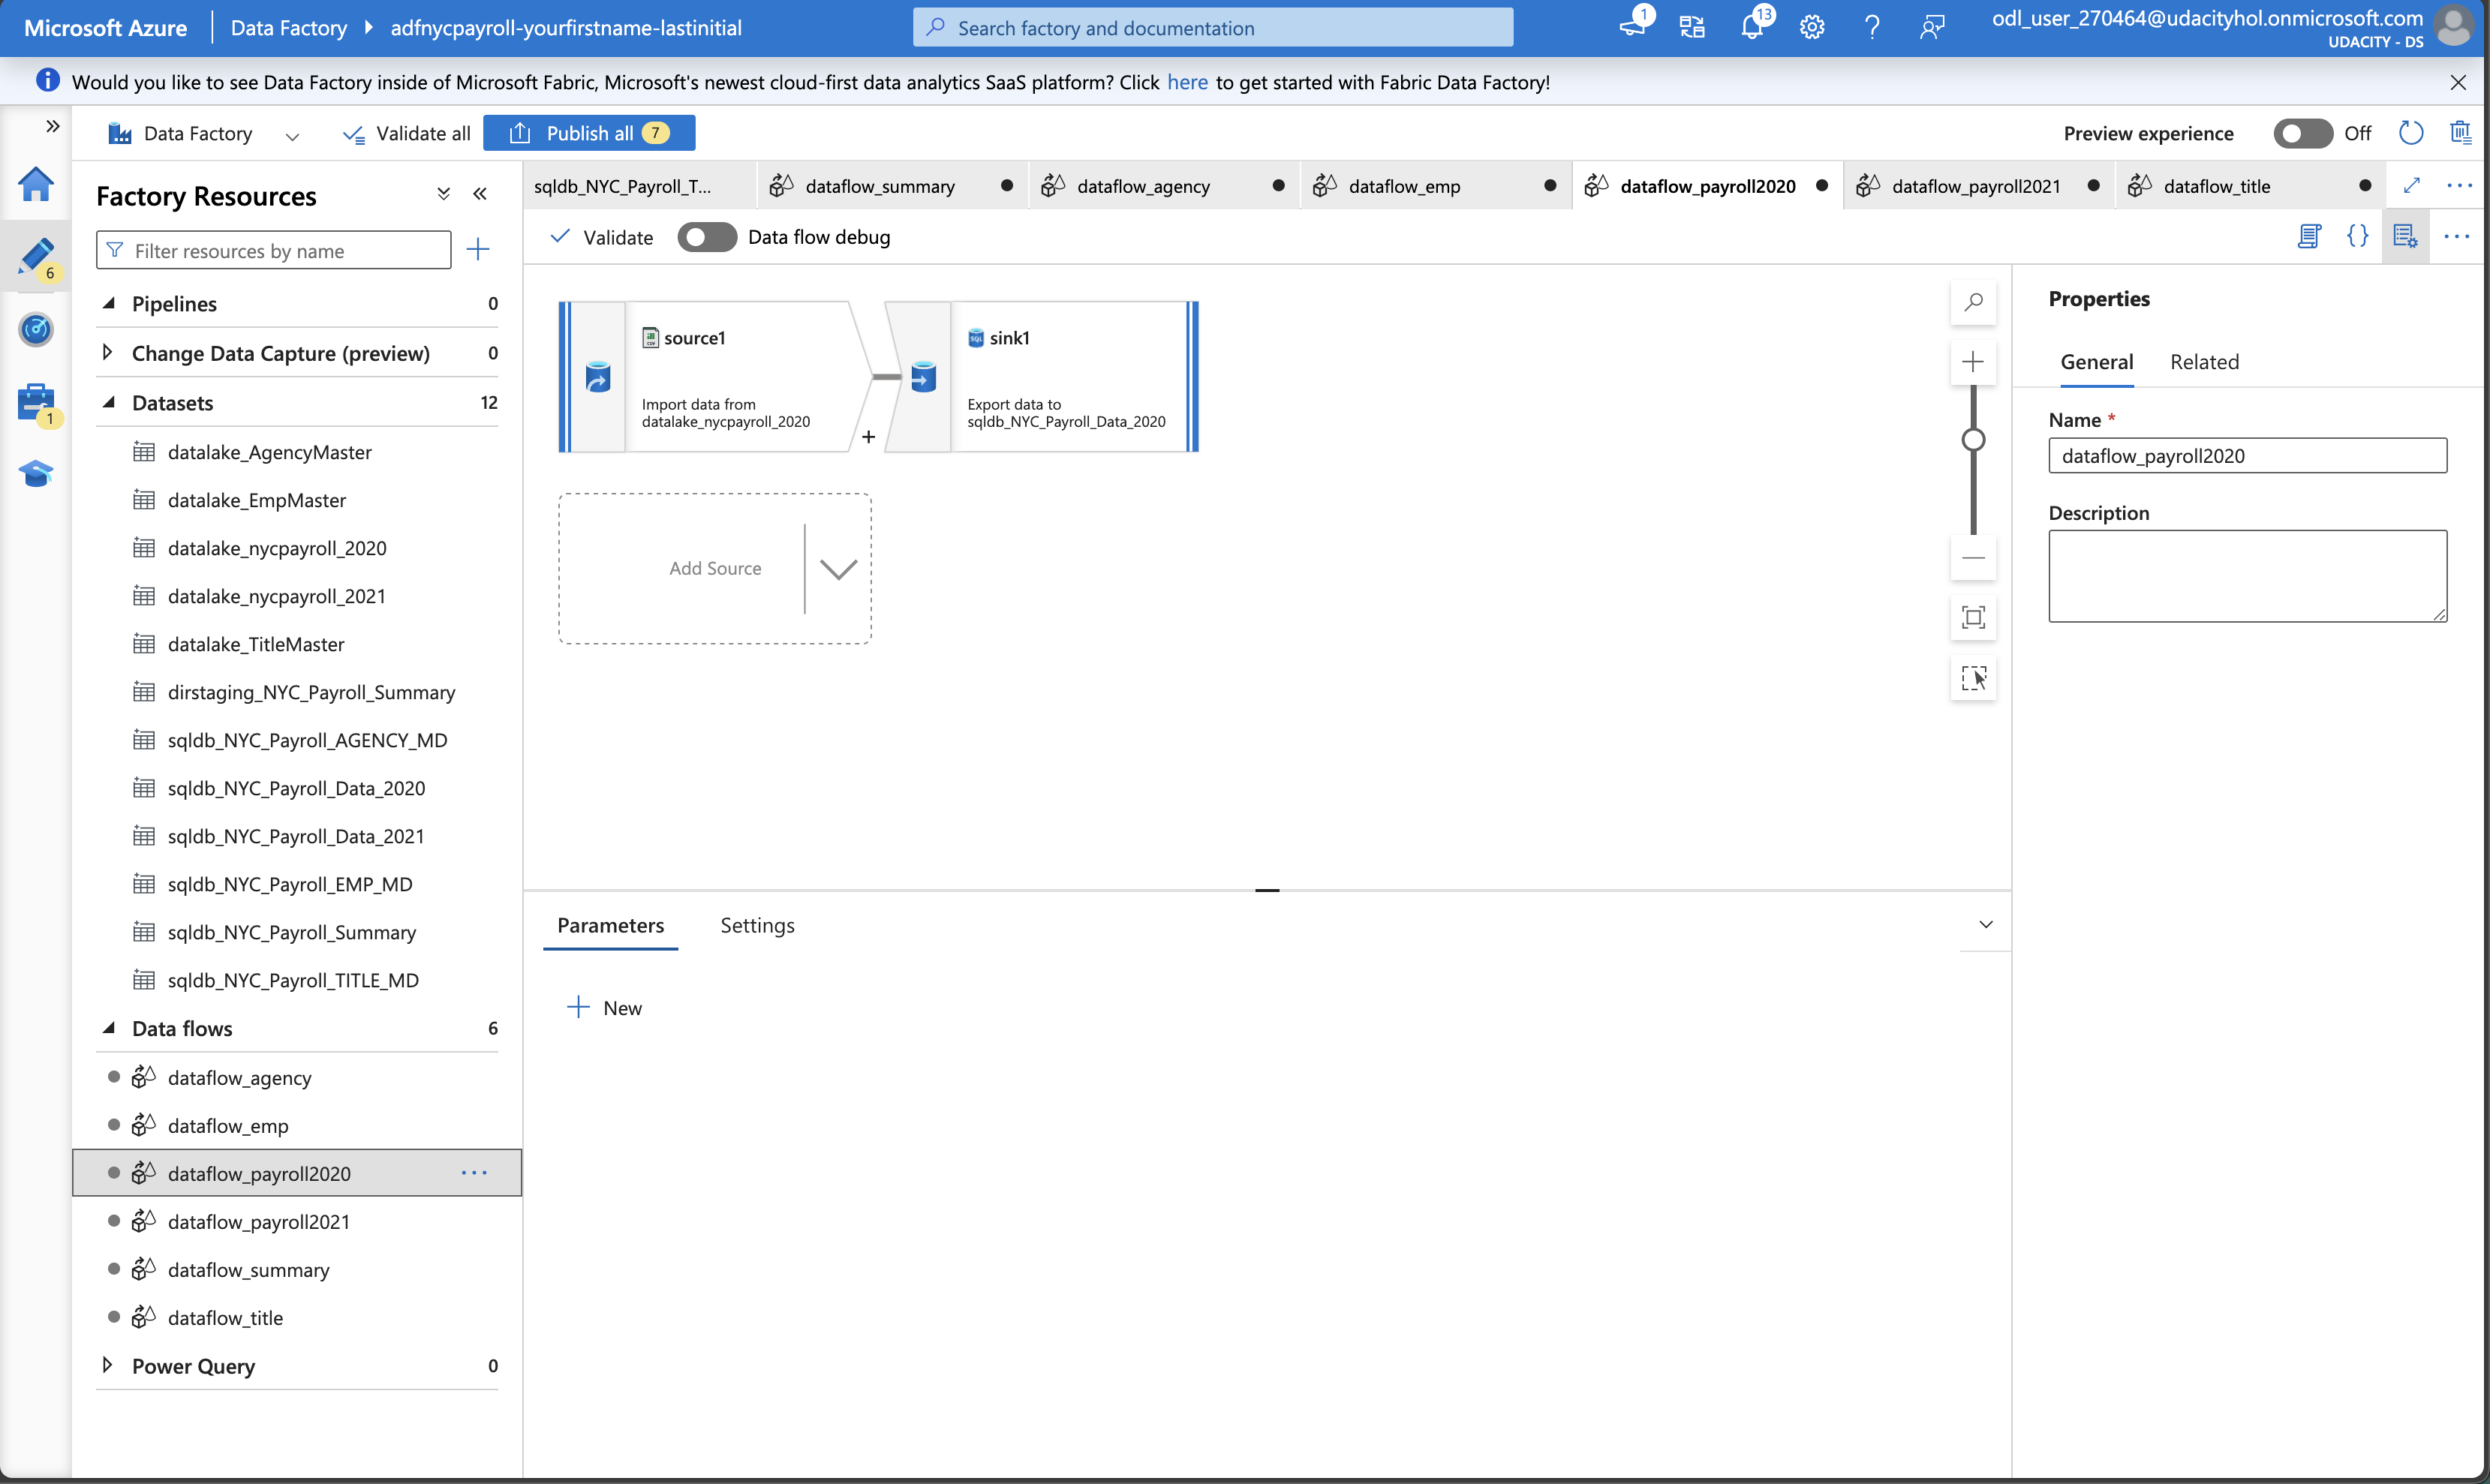 Microsoft Azure
Data Factory
adfnycpayroll-yourfirstname-lastinitial
Search factory and documentation
1
13
odl_user_270464@udacityhol.onmicrosoft.com
UDACITY - DS
Would you like to see Data Factory inside of Microsoft Fabric, Microsoft's newest cloud-first data analytics SaaS platform? Click here to get started with Fabric Data Factory!
Data Factory
Validate all
Publish all 7
Preview experience
Off
6
1
Factory Resources
Filter resources by name
Pipelines 0
Change Data Capture (preview) 0
Datasets 12
datalake_AgencyMaster
datalake_EmpMaster
datalake_nycpayroll_2020
datalake_nycpayroll_2021
datalake_TitleMaster
dirstaging_NYC_Payroll_Summary
sqldb_NYC_Payroll_AGENCY_MD
sqldb_NYC_Payroll_Data_2020
sqldb_NYC_Payroll_Data_2021
sqldb_NYC_Payroll_EMP_MD
sqldb_NYC_Payroll_Summary
sqldb_NYC_Payroll_TITLE_MD
Data flows 6
dataflow_agency
dataflow_emp
dataflow_payroll2020
dataflow_payroll2021
dataflow_summary
dataflow_title
Power Query 0
sqldb_NYC_Payroll_T...
dataflow_summary
dataflow_agency
dataflow_emp
dataflow_payroll2020
dataflow_payroll2021
dataflow_title
Validate
Data flow debug
source1
Import data from
datalake_nycpayroll_2020
sink1
Export data to
sqldb_NYC_Payroll_Data_2020
Add Source
Parameters
Settings
New
Properties
General
Related
Name *
dataflow_payroll2020
Description